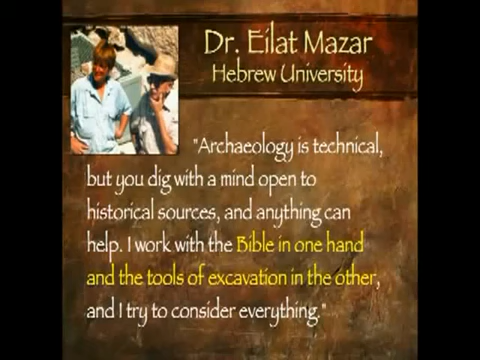 Dr. Eilat Mazar
Hebrew University
"Archaeology is technical,
but you dig with a mind open to
historical sources, and anything can
help. I work with the Bible in one hand
and the tools of excavation in the other,
and I try to consider everything."